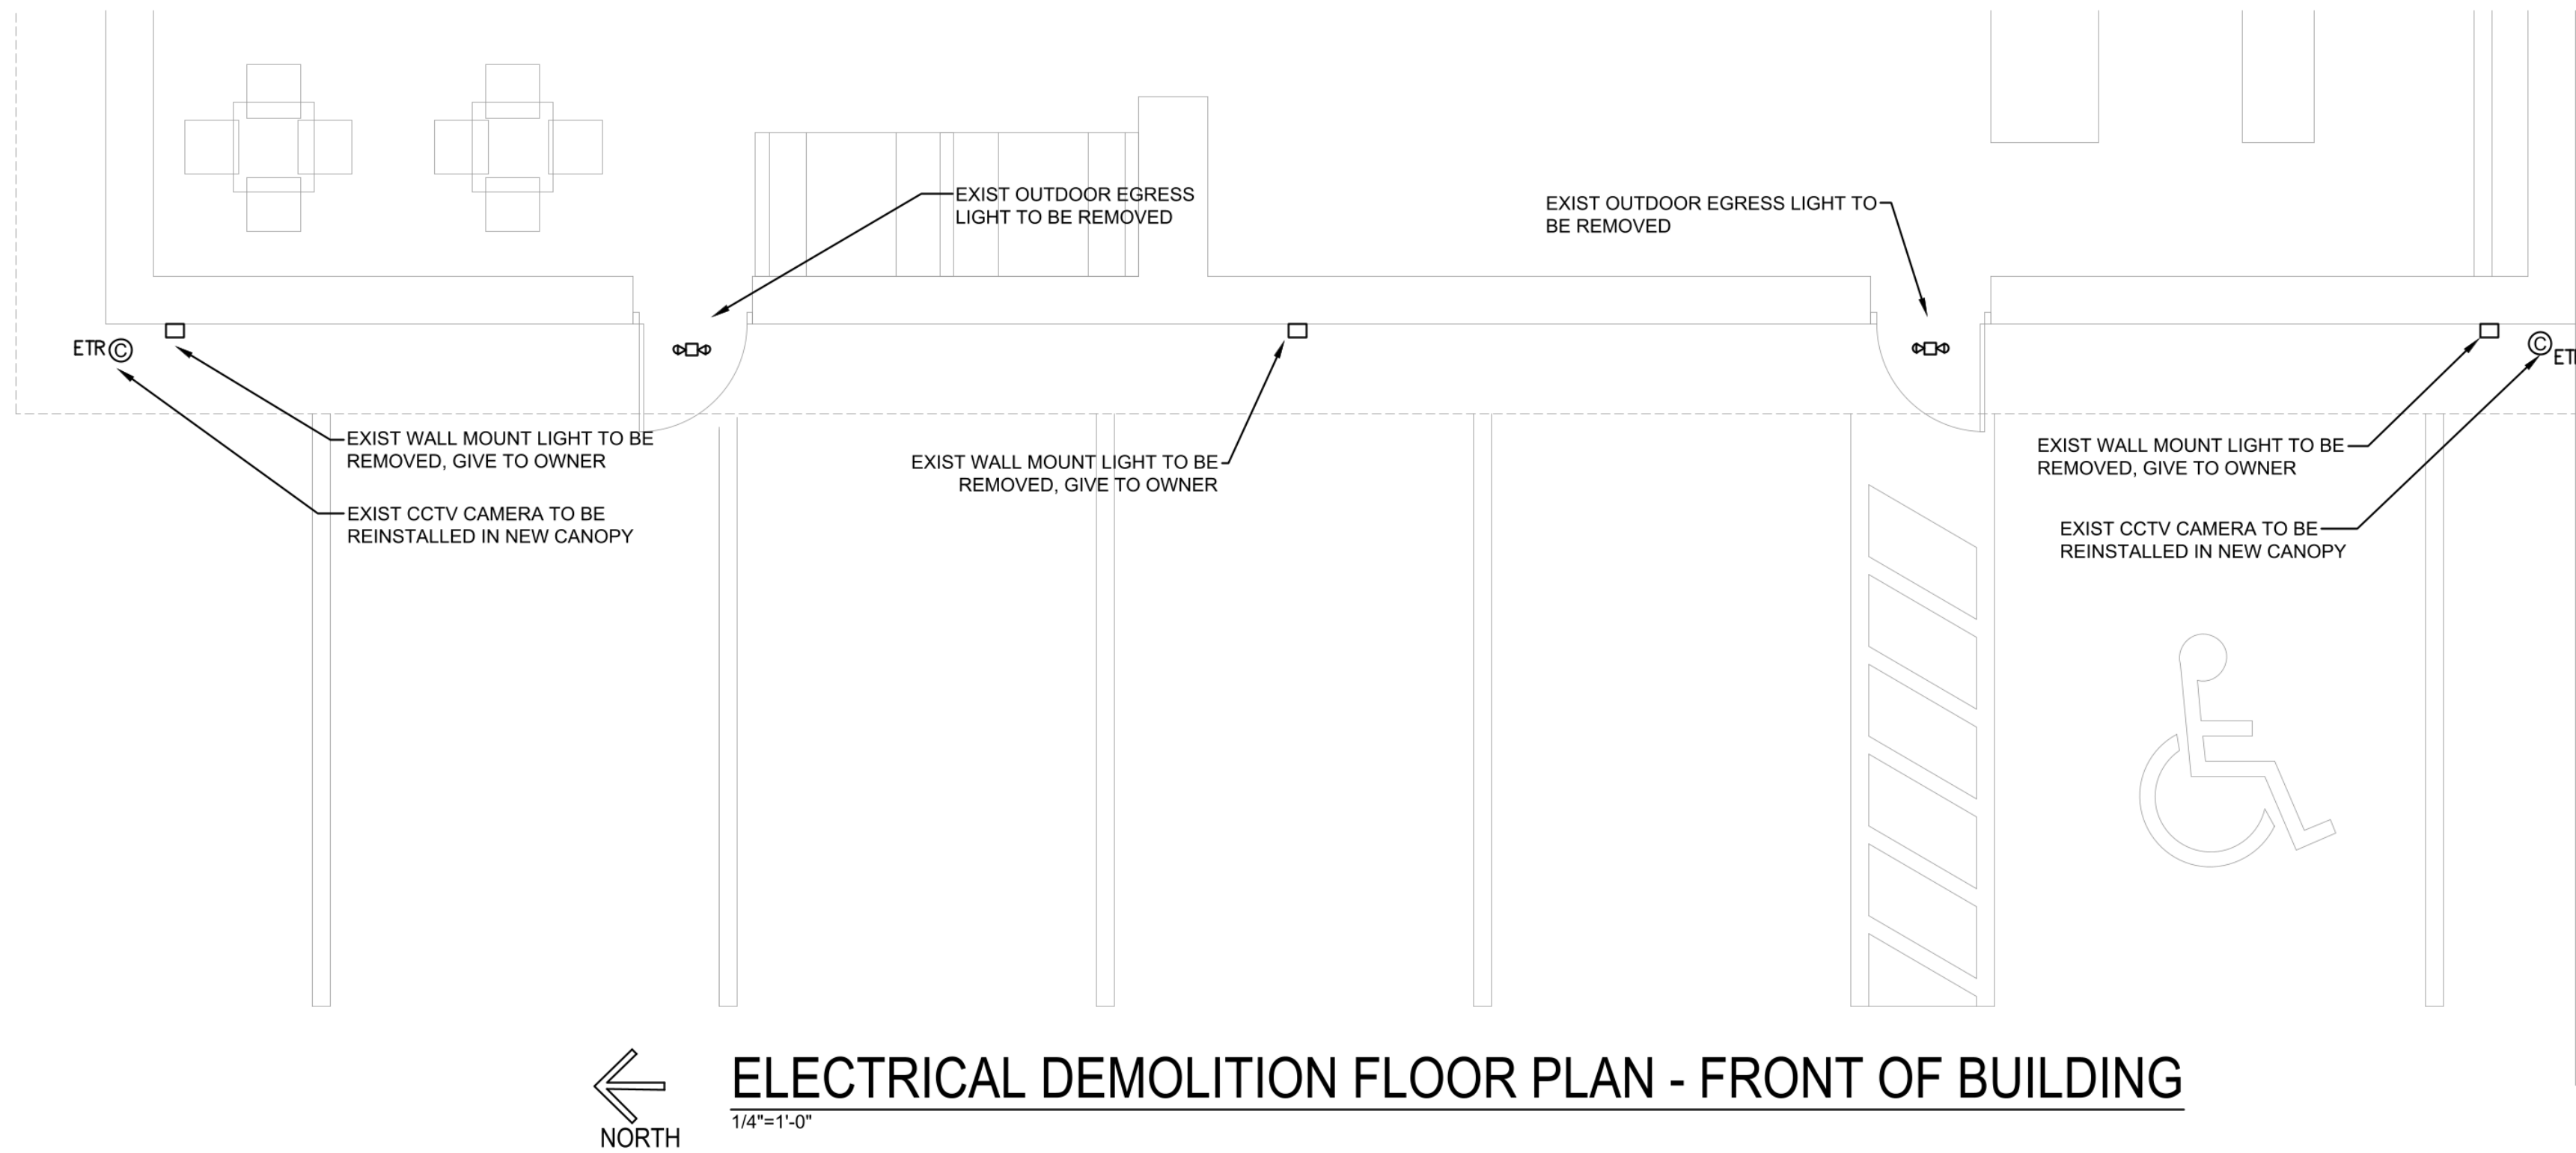 EXIST OUTDOOR EGRESS
LIGHT TO BE REMOVED
EXIST OUTDOOR EGRESS LIGHT TO
BE REMOVED
ETR ©
© ET
EXIST WALL MOUNT LIGHT TO BE
REMOVED, GIVE TO OWNER
EXIST WALL MOUNT LIGHT TO BE
REMOVED, GIVE TO OWNER
EXIST WALL MOUNT LIGHT TO BE
REMOVED, GIVE TO OWNER
EXIST CCTV CAMERA TO BE
REINSTALLED IN NEW CANOPY
EXIST CCTV CAMERA TO BE
REINSTALLED IN NEW CANOPY
ELECTRICAL DEMOLITION FLOOR PLAN - FRONT OF BUILDING
1/4"=1'-0"
NORTH